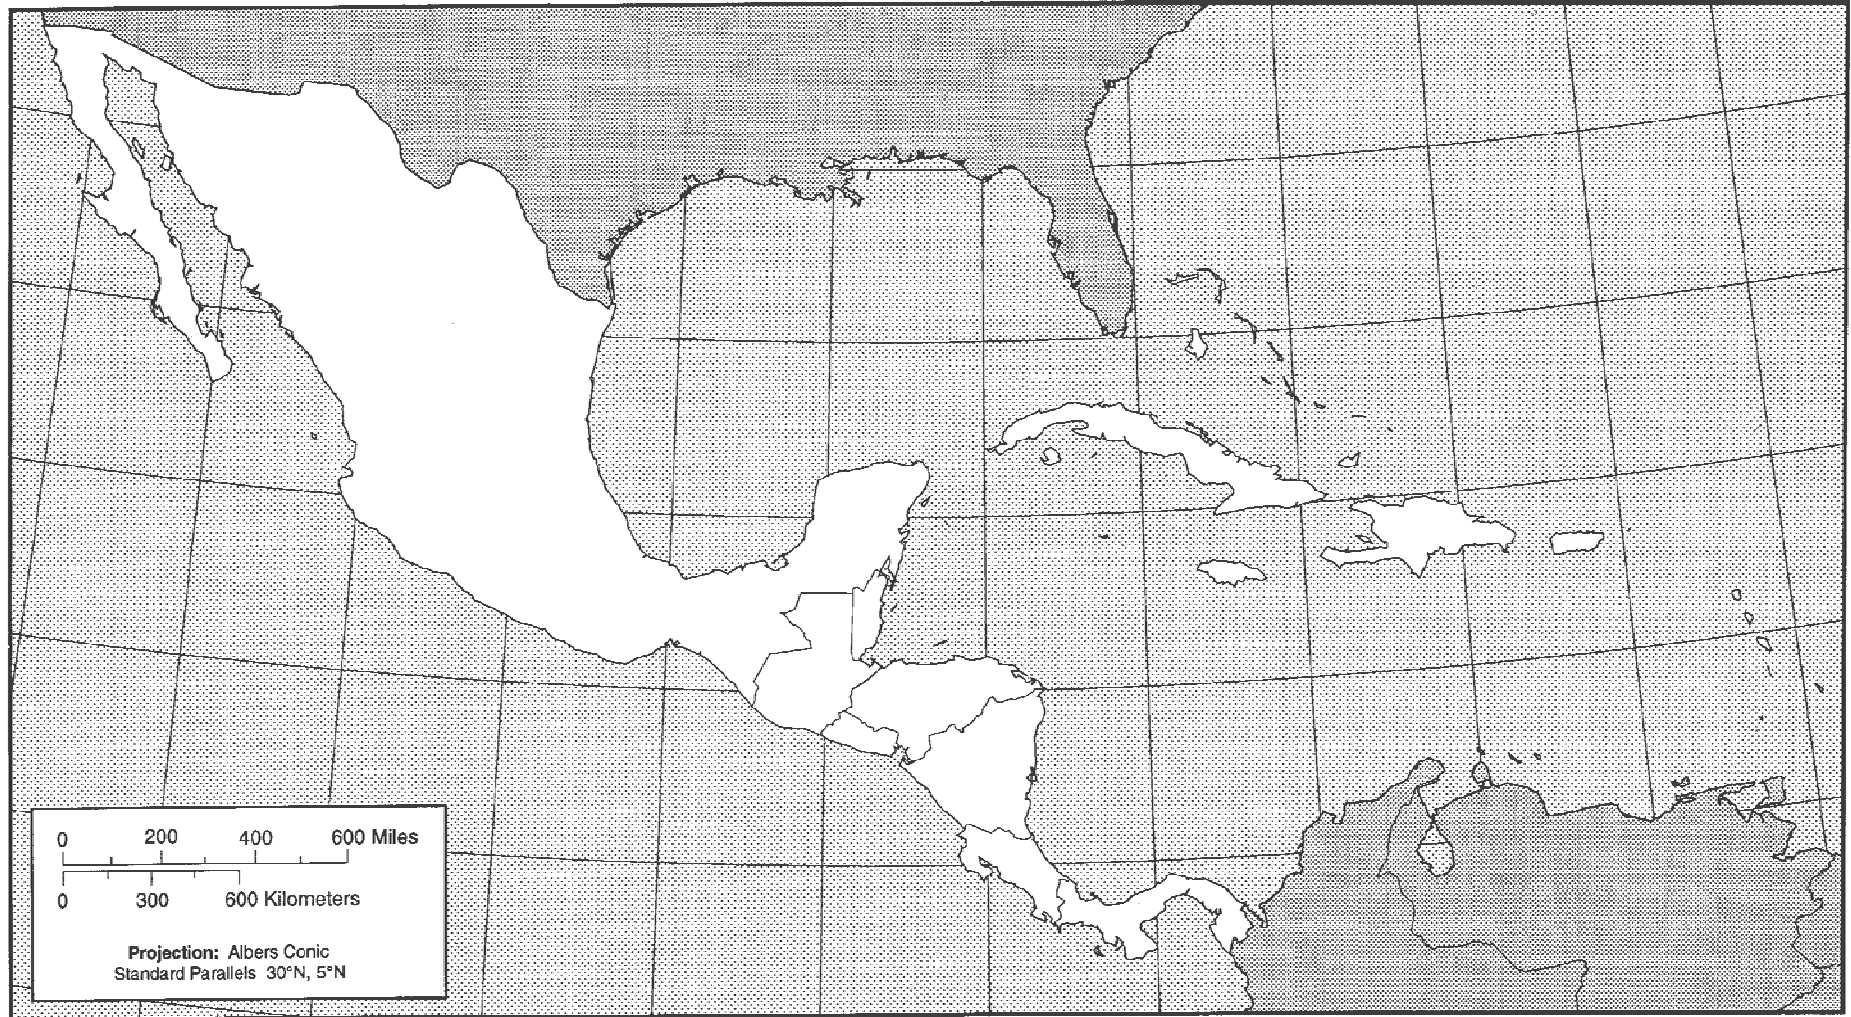 0 200 400 600 Miles
0 300 600 Kilometers
Projection: Albers Conic
Standard Parallels 30°N, 5°N